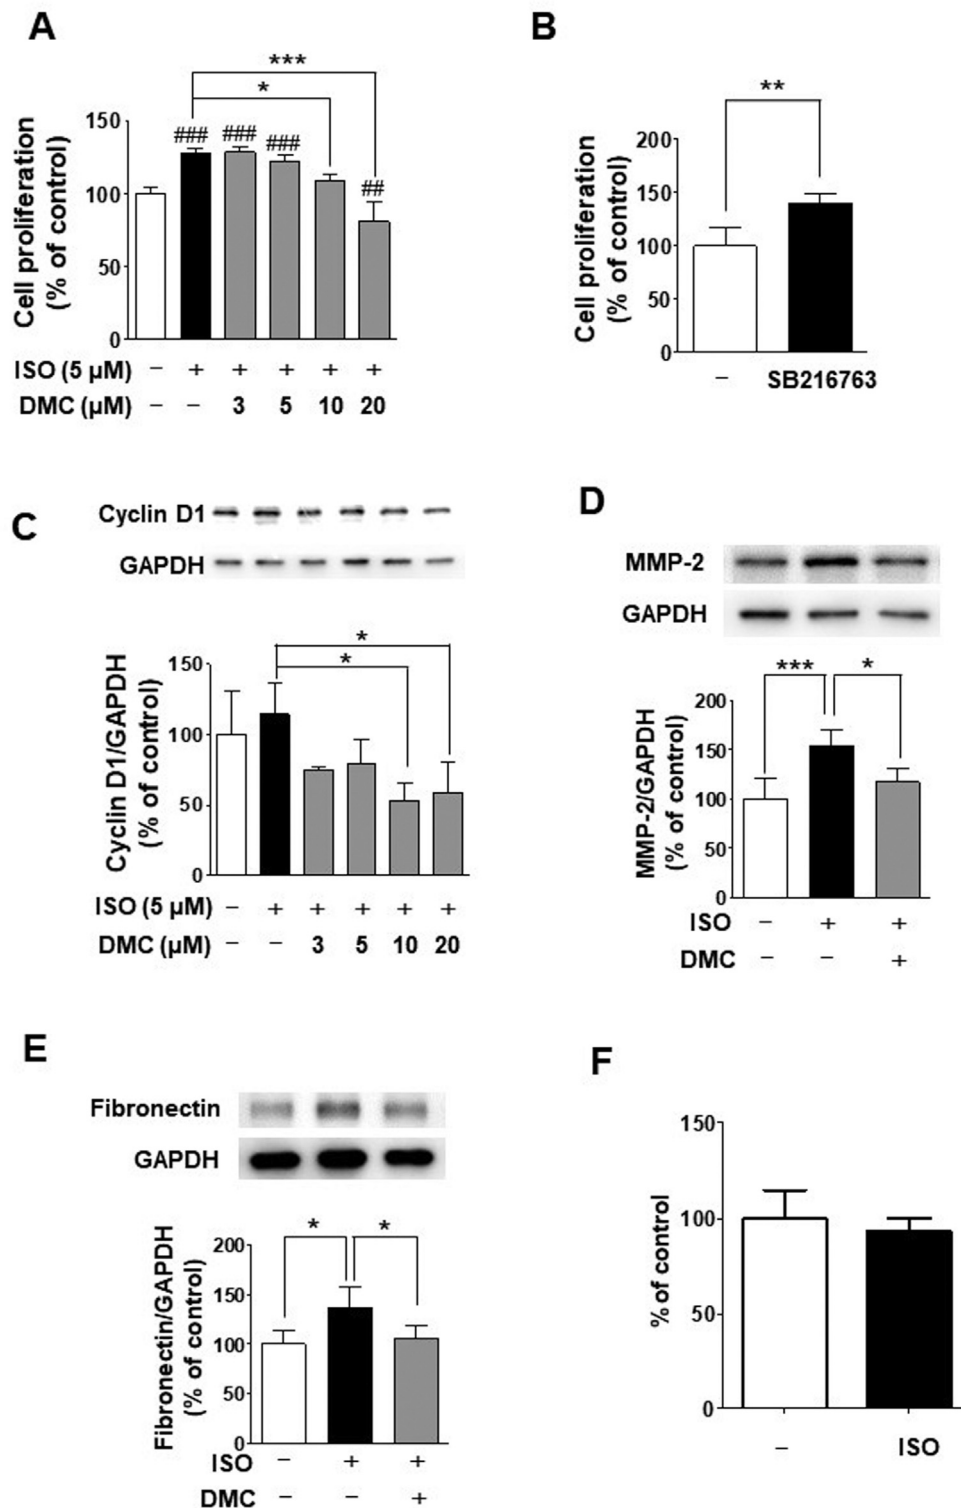 A
***
*
###
###
###
##
Cell proliferation
(% of control)
150
100
50
0
ISO (5 μM) − + + + + +
DMC (μM) − − 3 5 10 20
B
**
Cell proliferation
(% of control)
200
150
100
50
0
− SB216763
C
Cyclin D1
GAPDH
*
*
Cyclin D1/GAPDH
(% of control)
150
100
50
0
ISO (5 μM) − + + + + +
DMC (μM) − − 3 5 10 20
D
MMP-2
GAPDH
*** *
MMP-2/GAPDH
(% of control)
200
150
100
50
0
ISO − + +
DMC − − +
E
Fibronectin
GAPDH
* *
Fibronectin/GAPDH
(% of control)
200
150
100
50
0
ISO − + +
DMC − − +
F
% of control
150
100
50
0
− ISO